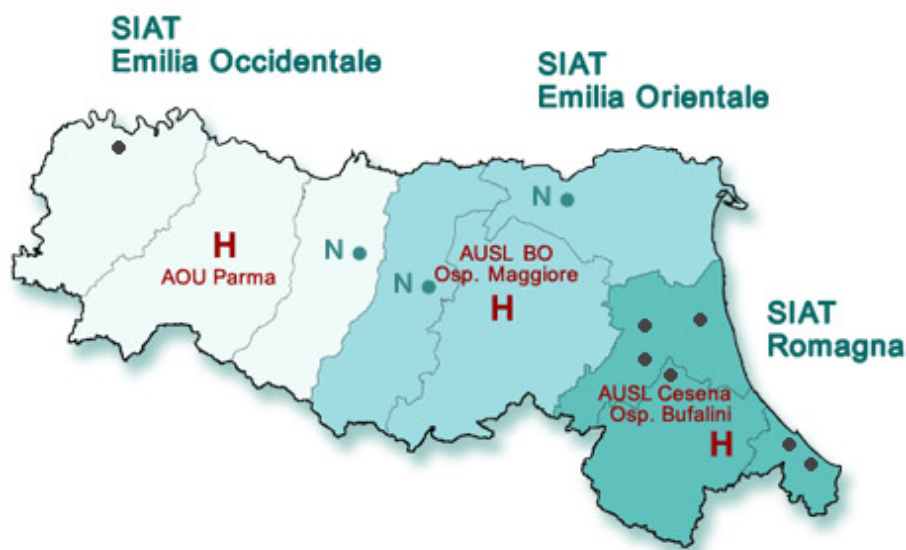 SIAT
Emilia Occidentale
SIAT
Emilia Orientale
N
H
AOU Parma
N
AUSL BO
Osp. Maggiore
N
H
SIAT
Romagna
AUSL Cesena
Osp. Bufalini
H